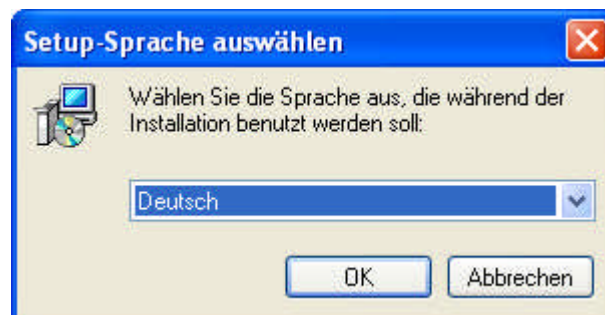 Setup-Sprache auswählen
Wählen Sie die Sprache aus, die während der
Installation benutzt werden soll:
Deutsch
OK
Abbrechen